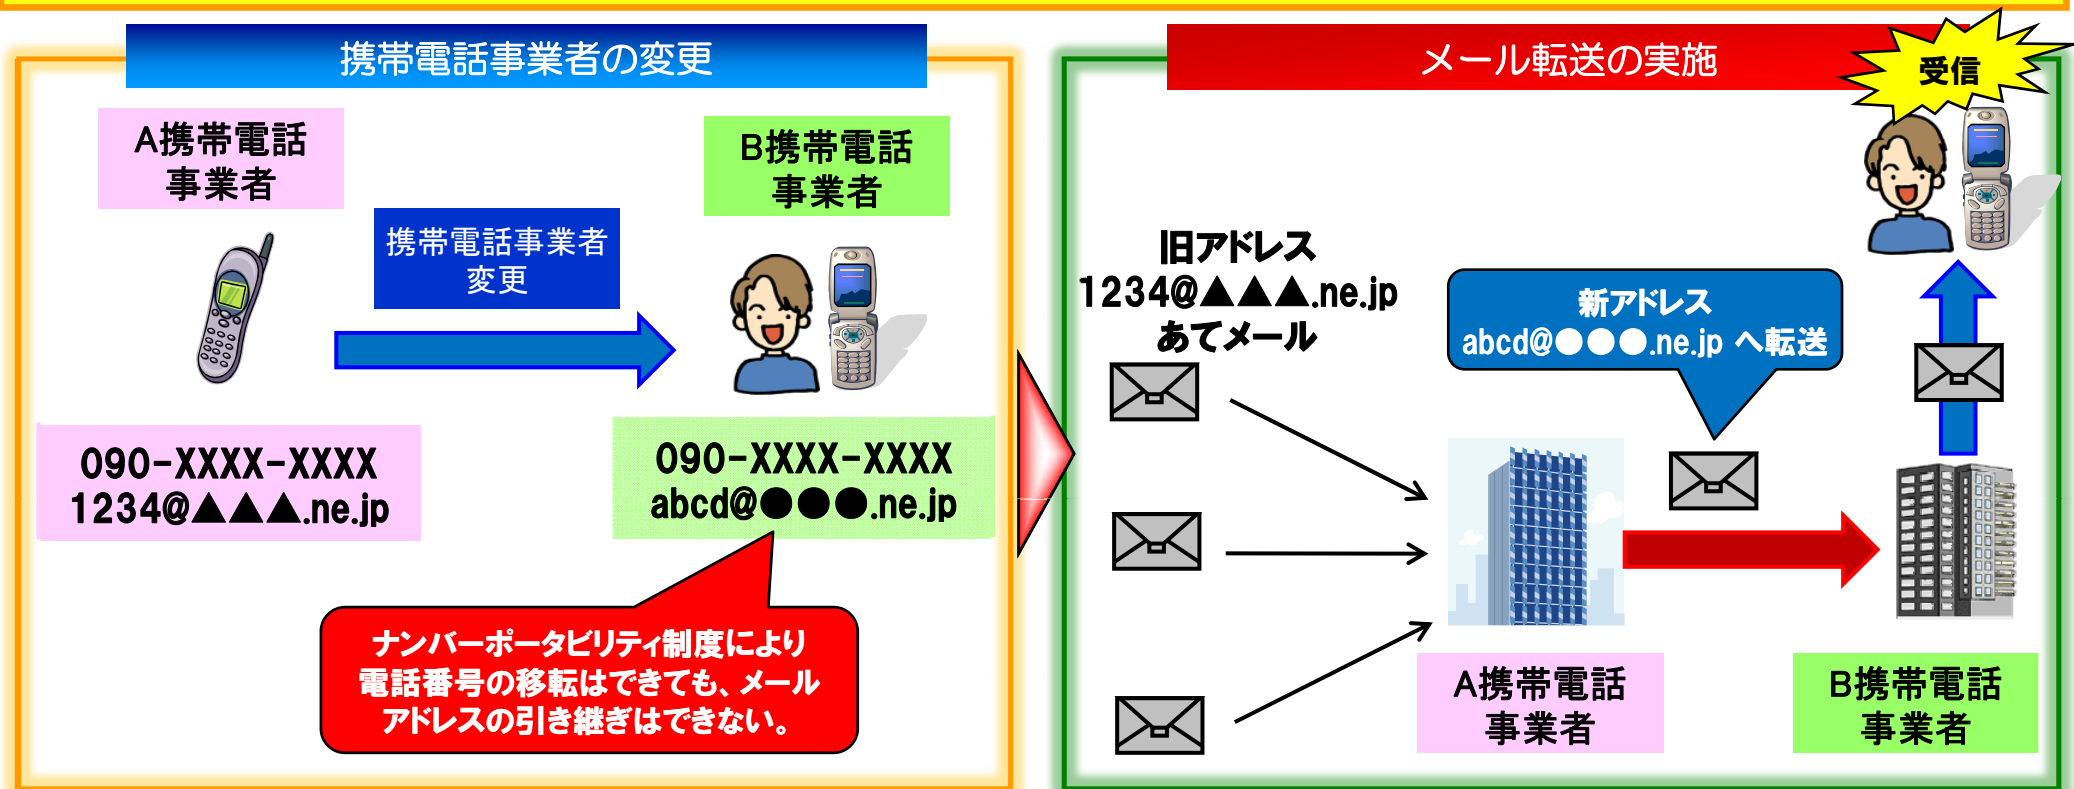 携帯電話事業者の変更
A携帯電話
事業者
携帯電話事業者
変更
B携帯電話
事業者
090-XXXX-XXXX
1234@▲▲▲.ne.jp
090-XXXX-XXXX
abcd@●●●.ne.jp
ナンバーポータビリティ制度により
電話番号の移転はできても、メール
アドレスの引き継ぎはできない。
メール転送の実施
受信
旧アドレス
1234@▲▲▲.ne.jp
あてメール
新アドレス
abcd@●●●.ne.jp へ転送
A携帯電話
事業者
B携帯電話
事業者